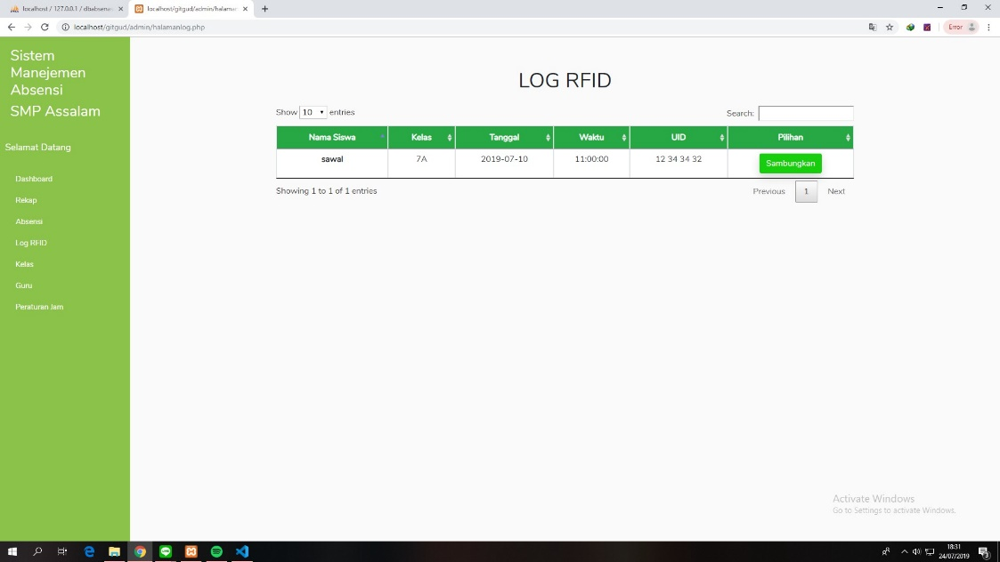 localhost / 127.0.0.1 / dbabsena
localhost/gitgud/admin/halamar
localhost/gitgud/admin/halamanlog.php
Error
Sistem
Manejemen
Absensi
SMP Assalam
Selamat Datang
Dashboard
Rekap
Absensi
Log RFID
Kelas
Guru
Peraturan Jam
LOG RFID
Show 10 entries
Search:
Nama Siswa Kelas Tanggal Waktu UID Pilihan
sawal 7A 2019-07-10 11:00:00 12 34 34 32 Sambungkan
Showing 1 to 1 of 1 entries
Previous 1 Next
Activate Windows
Go to Settings to activate Windows.
18:31
24/07/2019
3